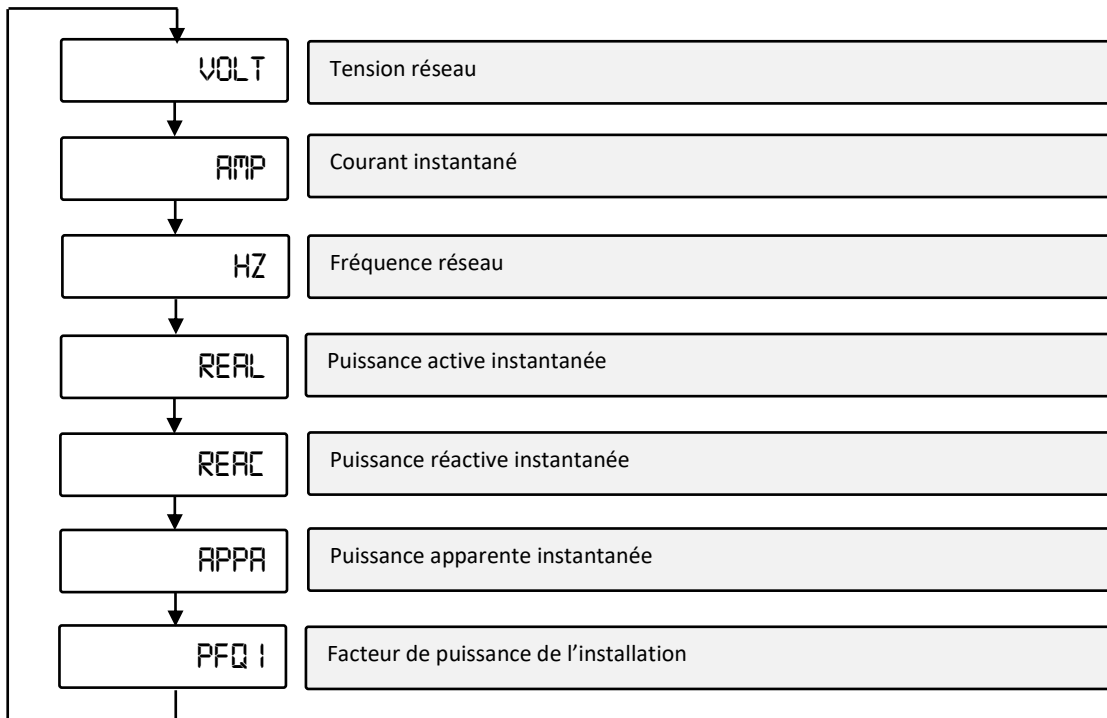 VOLT Tension réseau
AMP Courant instantané
HZ Fréquence réseau
REAL Puissance active instantanée
REAC Puissance réactive instantanée
APPA Puissance apparente instantanée
PFQ1 Facteur de puissance de l’installation